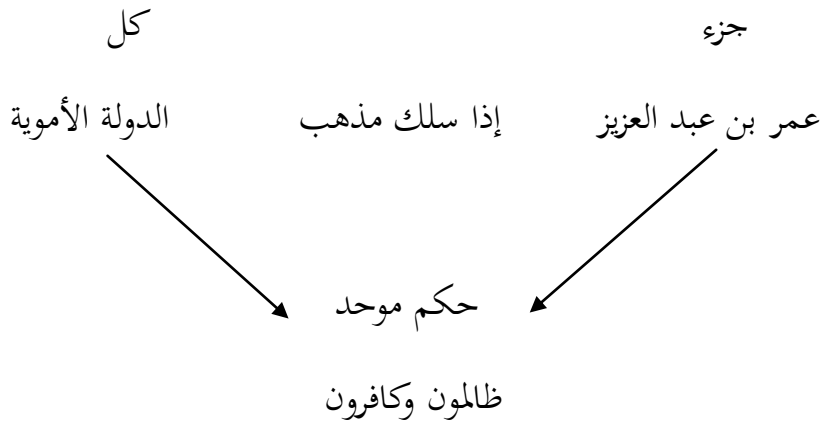 جزء كل
عمر بن عبد العزيز إذا سلك مذهب الدولة الأموية
حكم موحد
ظالمون وكافرون